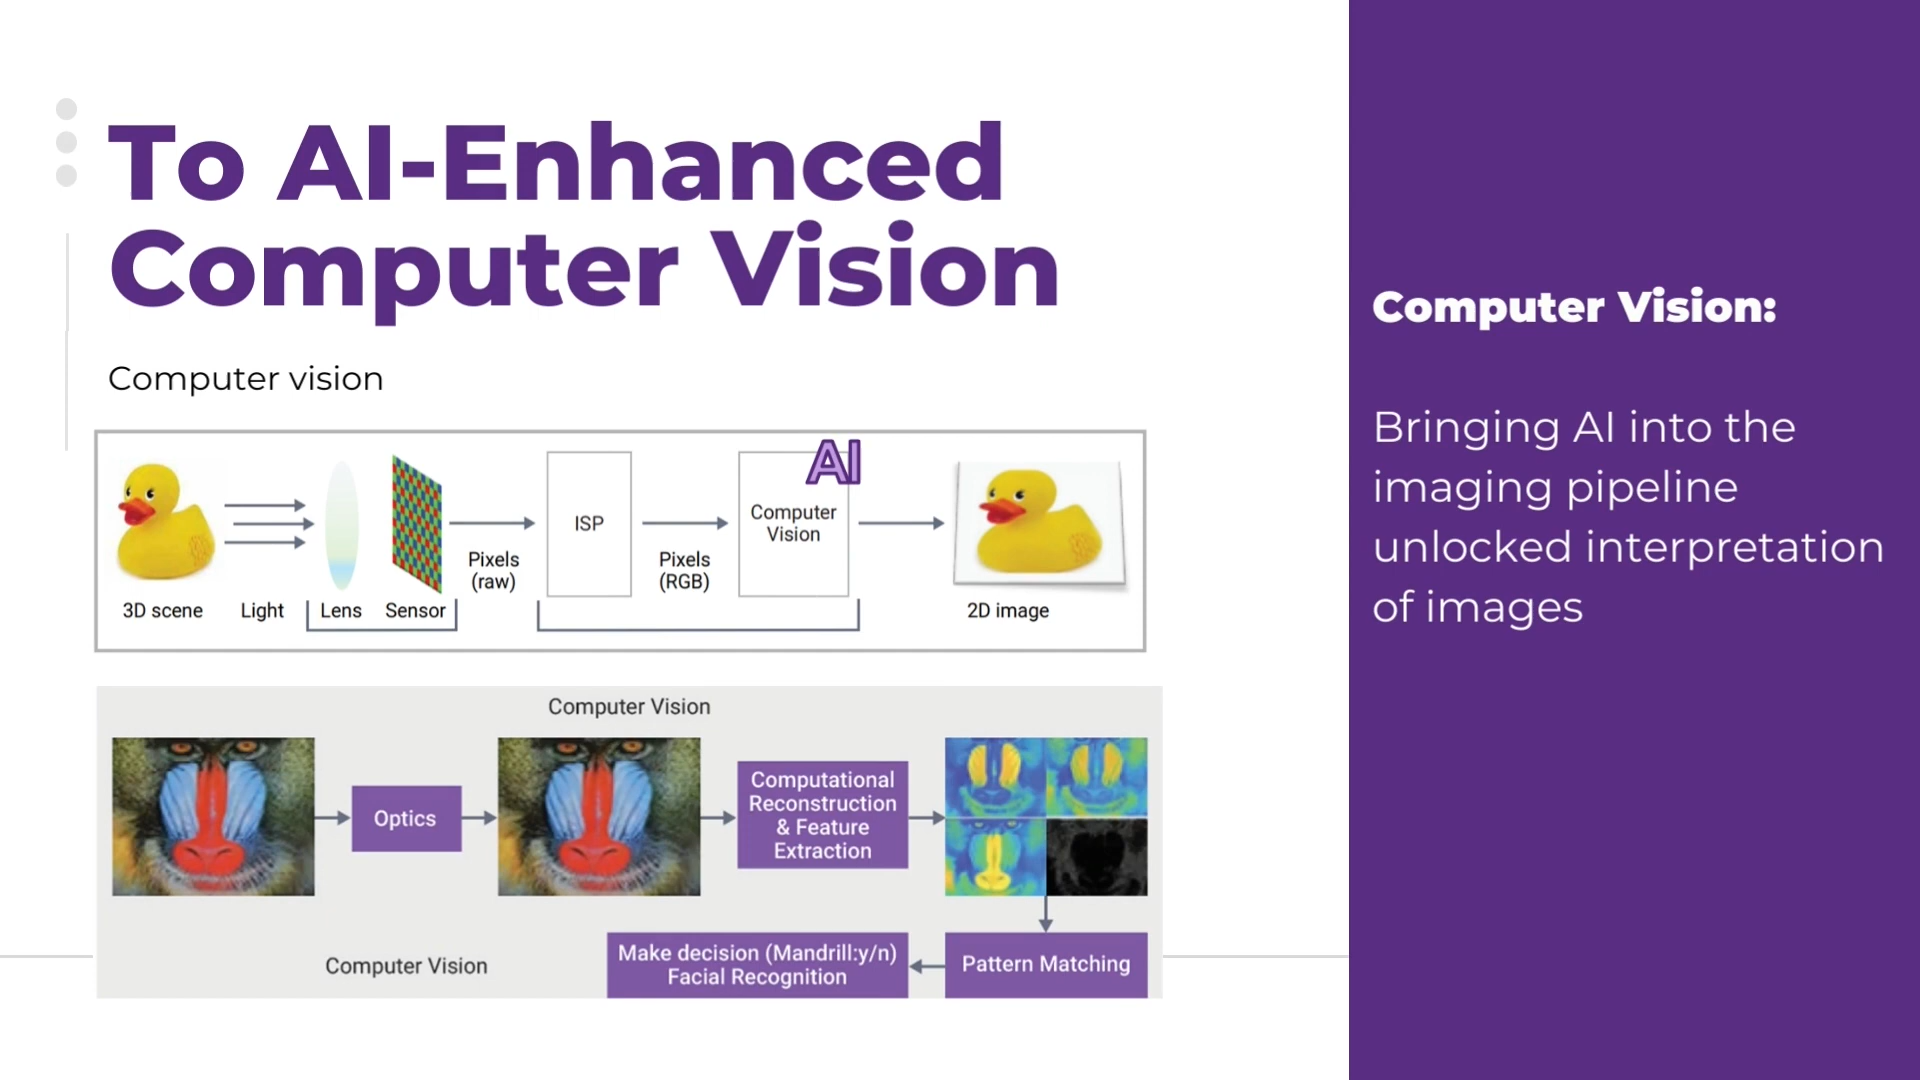 To AI-Enhanced
Computer Vision
Computer vision
AI
ISP
Computer
Vision
Pixels
(raw)
Pixels
(RGB)
3D scene
Light
Lens
Sensor
2D image
Computer Vision
Optics
Computational
Reconstruction
& Feature
Extraction
Pattern Matching
Make decision (Mandrill:y/n)
Facial Recognition
Computer Vision
Computer Vision:
Bringing AI into the
imaging pipeline
unlocked interpretation
of images